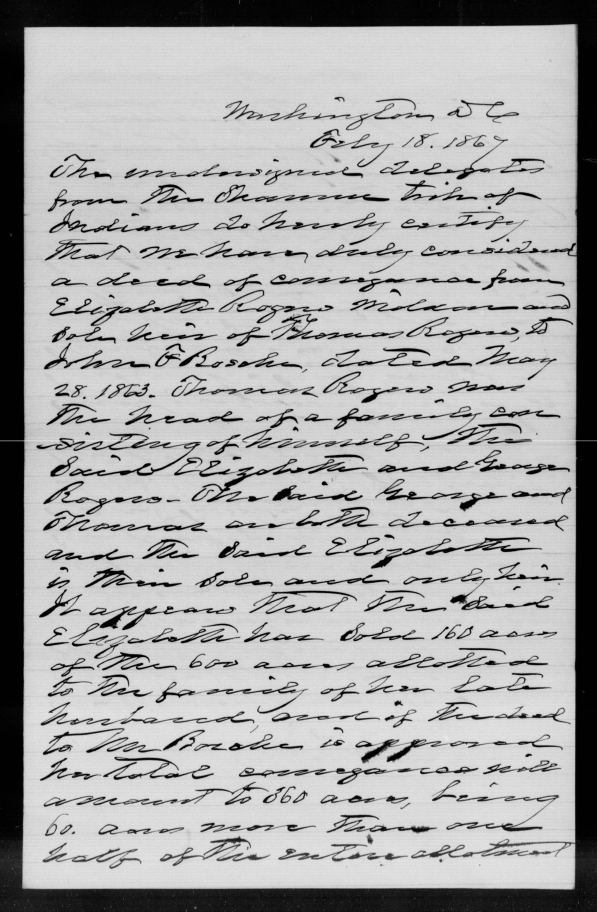 Washington D C
Feby 18. 1867
The undersigned delegates
from the Shawnee tribe of
Indians do hereby certify
that we have duly considered
a deed of conveyance from
Elizabeth Rogers widow and
sole heir of Thomas Rogers, to
John F Rosche, dated May
28. 1863. Thomas Rogers was
the head of a family con
sisting of himself, the
said Elizabeth and George
Rogers - The said George and
Thomas are both deceased
and the said Elizabeth
is their sole and only heir.
It appears that the said
Elizabeth has sold 160 acres
of the 600 acres allotted
to the family of her late
husband, and if the deed
to Mr Rosche is approved
her total conveyance will
amount to 360 acres, being
60. acres more than one
half of the entire allotment